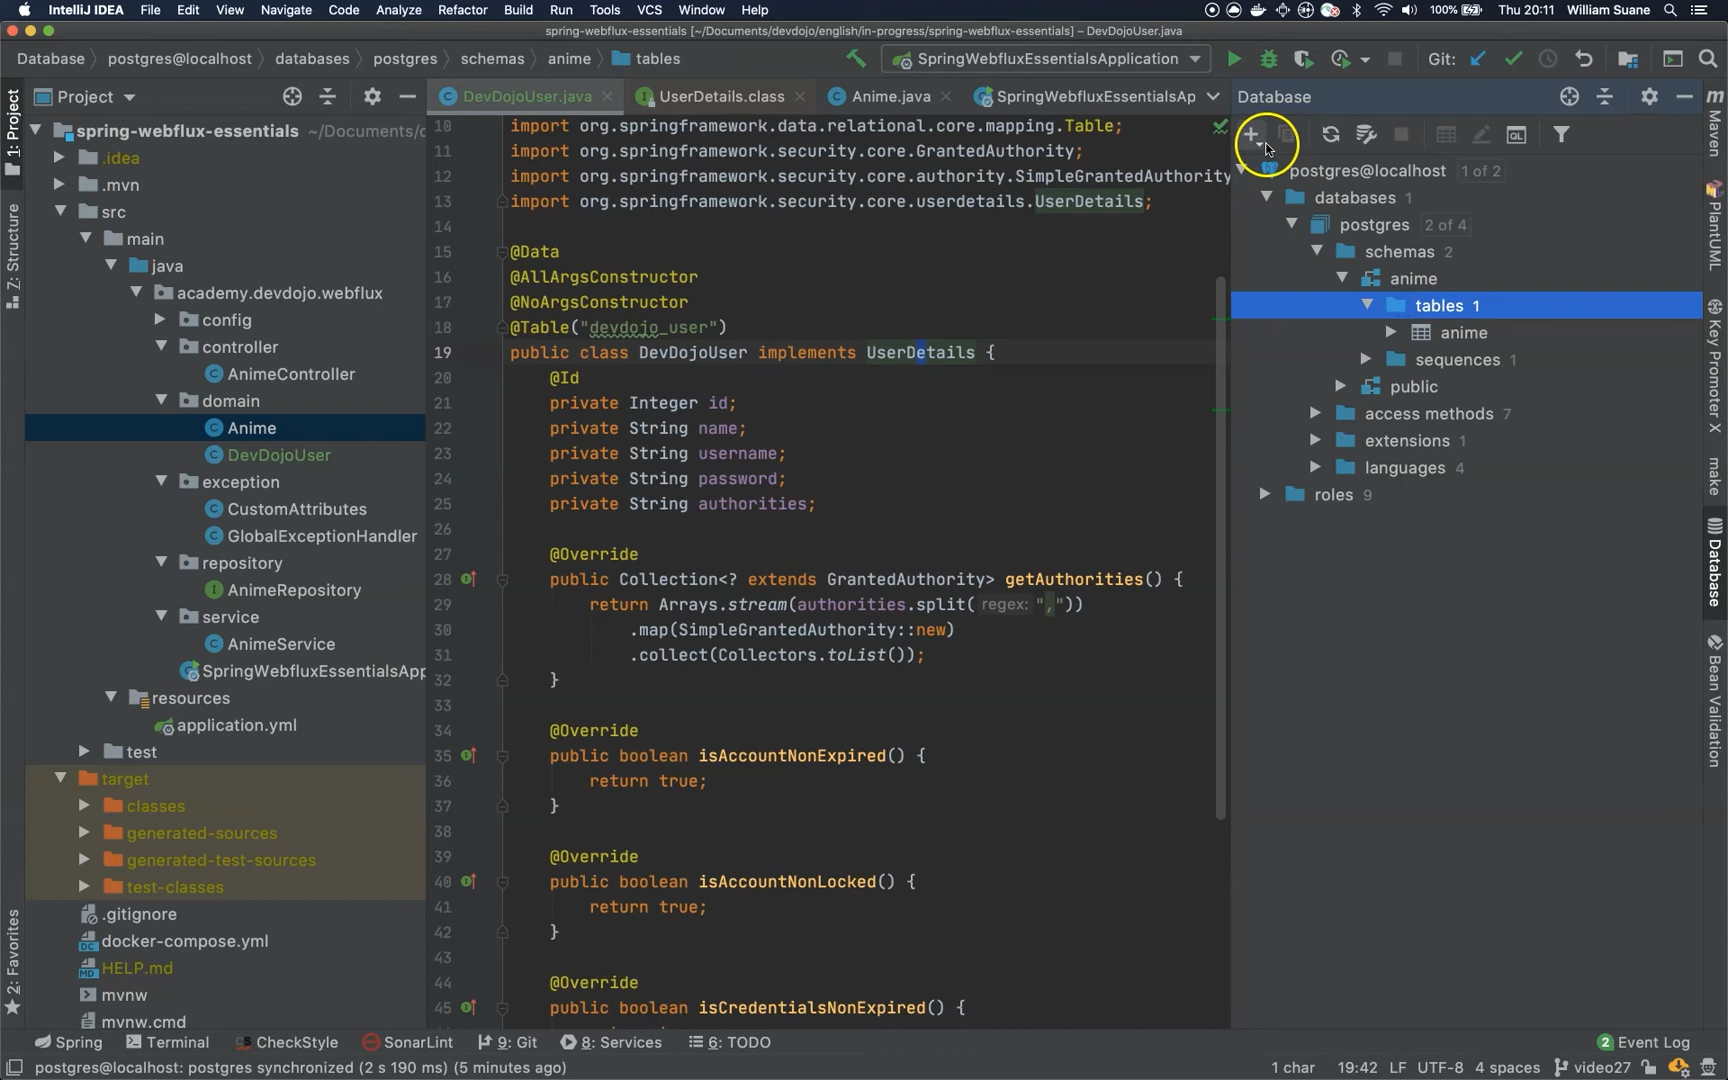 IntelliJ IDEA File Edit View Navigate Code Analyze Refactor Build Run Tools VCS Window Help 100% Thu 20:11 William Suane
spring-webflux-essentials [~/Documents/devdojo/english/in-progress/spring-webflux-essentials] – DevDojoUser.java
Database postgres@localhost databases postgres schemas anime tables SpringWebfluxEssentialsApplication Git:
Project DevDojoUser.java UserDetails.class Anime.java SpringWebfluxEssentialsAp Database
1: Project
7: Structure
2: Favorites
spring-webflux-essentials ~/Documents/d
.idea
.mvn
src
main
java
academy.devdojo.webflux
config
controller
AnimeController
domain
Anime
DevDojoUser
exception
CustomAttributes
GlobalExceptionHandler
repository
AnimeRepository
service
AnimeService
SpringWebfluxEssentialsApp
resources
application.yml
test
target
classes
generated-sources
generated-test-sources
test-classes
.gitignore
docker-compose.yml
HELP.md
mvnw
mvnw.cmd
10 import org.springframework.data.relational.core.mapping.Table;
11 import org.springframework.security.core.GrantedAuthority;
12 import org.springframework.security.core.authority.SimpleGrantedAuthority
13 import org.springframework.security.core.userdetails.UserDetails;
14
15 @Data
16 @AllArgsConstructor
17 @NoArgsConstructor
18 @Table("devdojo_user")
19 public class DevDojoUser implements UserDetails {
20 @Id
21 private Integer id;
22 private String name;
23 private String username;
24 private String password;
25 private String authorities;
26
27 @Override
28 public Collection<? extends GrantedAuthority> getAuthorities() {
29 return Arrays.stream(authorities.split( regex: ","))
30 .map(SimpleGrantedAuthority::new)
31 .collect(Collectors.toList());
32 }
33
34 @Override
35 public boolean isAccountNonExpired() {
36 return true;
37 }
38
39 @Override
40 public boolean isAccountNonLocked() {
41 return true;
42 }
43
44 @Override
45 public boolean isCredentialsNonExpired() {
postgres@localhost 1 of 2
databases 1
postgres 2 of 4
schemas 2
anime
tables 1
anime
sequences 1
public
access methods 7
extensions 1
languages 4
roles 9
Maven
PlantUML
Key Promoter X
make
Database
Bean Validation
Spring Terminal CheckStyle SonarLint 9: Git 8: Services 6: TODO 2 Event Log
postgres@localhost: postgres synchronized (2 s 190 ms) (5 minutes ago) 1 char 19:42 LF UTF-8 4 spaces video27